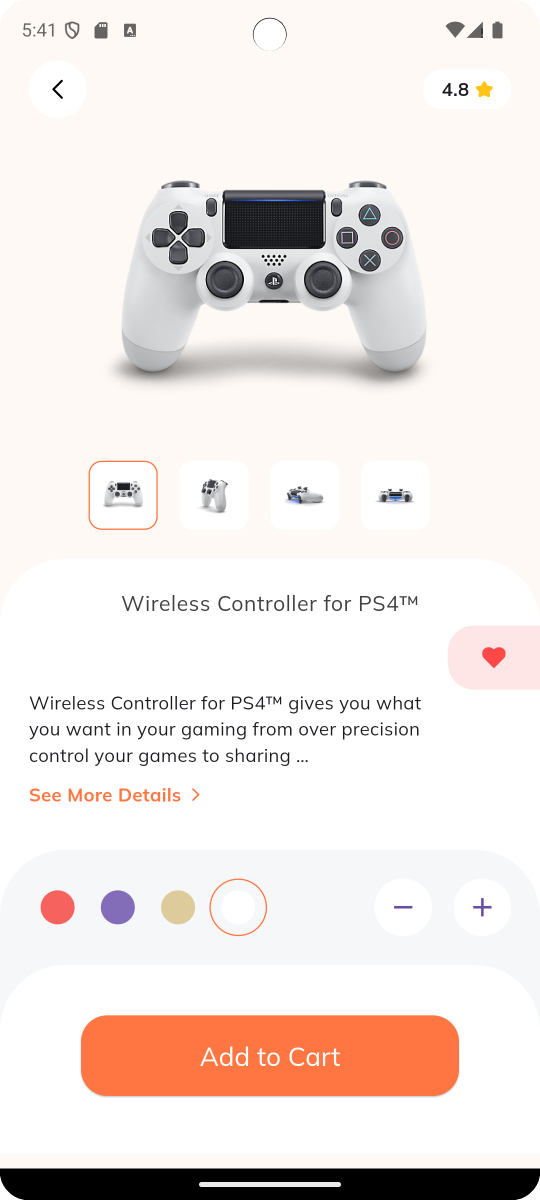 5:41
4.8
Wireless Controller for PS4™
Wireless Controller for PS4™ gives you what
you want in your gaming from over precision
control your games to sharing ...
See More Details
Add to Cart